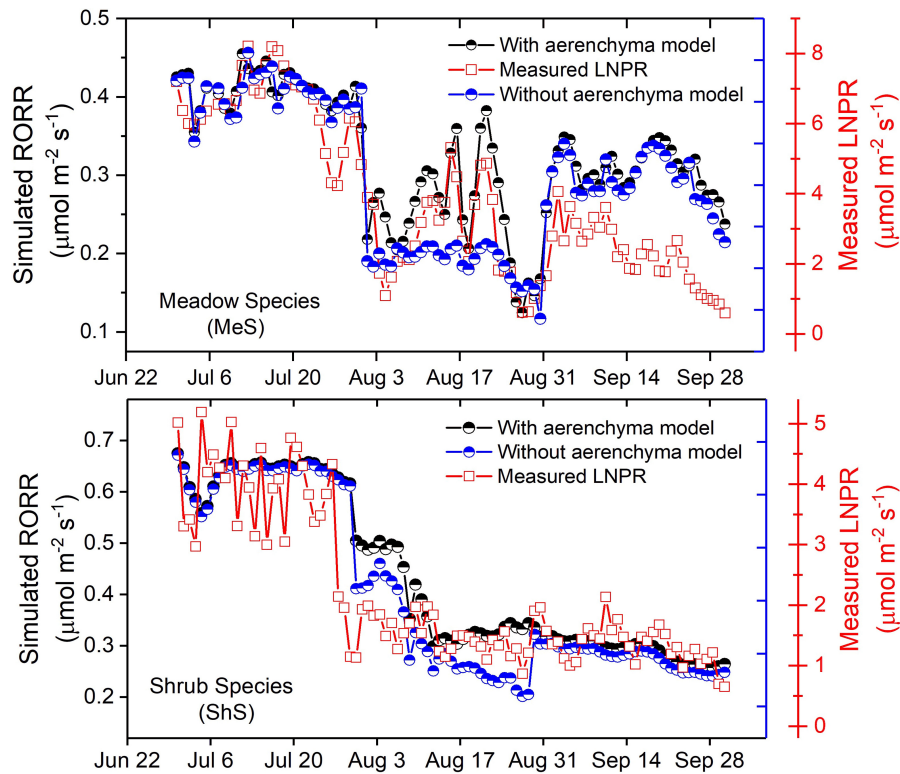 With aerenchyma model
Measured LNPR
Without aerenchyma model
Simulated RORR
(μmol m⁻² s⁻¹)
0.5
0.4
0.3
0.2
0.1
Meadow Species
(MeS)
8
6
4
2
0
Measured LNPR
(μmol m⁻² s⁻¹)
Jun 22 Jul 6 Jul 20 Aug 3 Aug 17 Aug 31 Sep 14 Sep 28
With aerenchyma model
Without aerenchyma model
Measured LNPR
Simulated RORR
(μmol m⁻² s⁻¹)
0.7
0.6
0.5
0.4
0.3
0.2
Shrub Species
(ShS)
5
4
3
2
1
0
Measured LNPR
(μmol m⁻² s⁻¹)
Jun 22 Jul 6 Jul 20 Aug 3 Aug 17 Aug 31 Sep 14 Sep 28